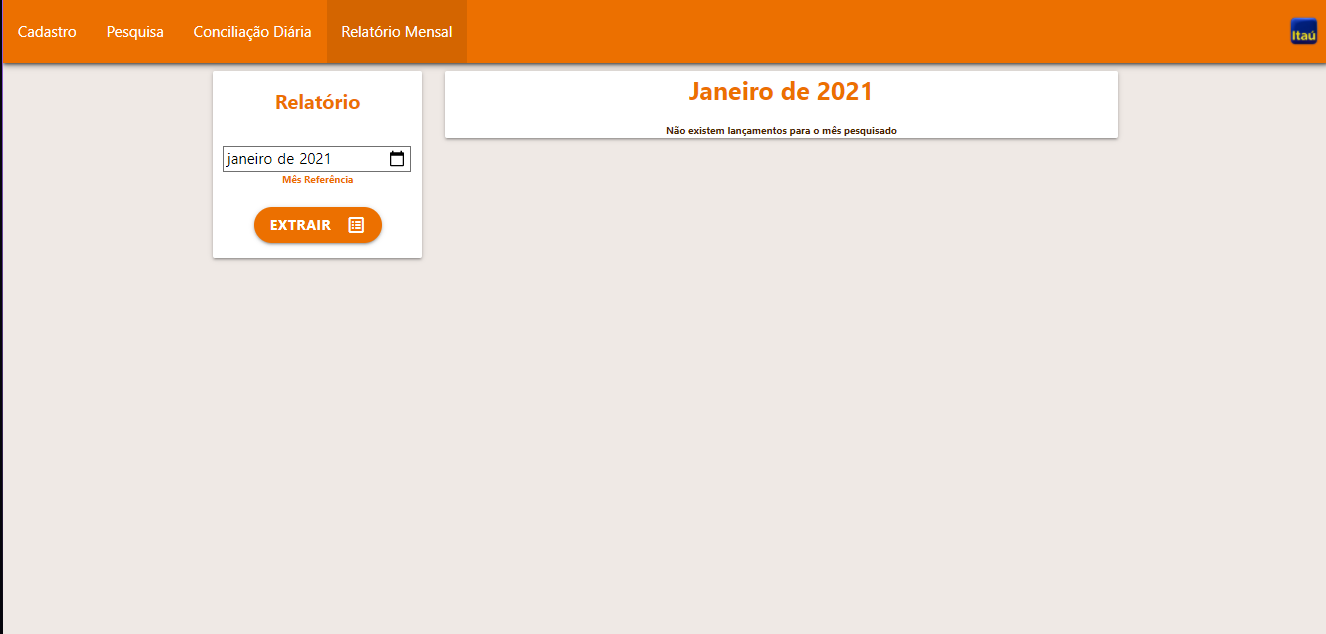 Cadastro Pesquisa Conciliação Diária Relatório Mensal
Itaú
Relatório
janeiro de 2021
Mês Referência
EXTRAIR
Janeiro de 2021
Não existem lançamentos para o mês pesquisado